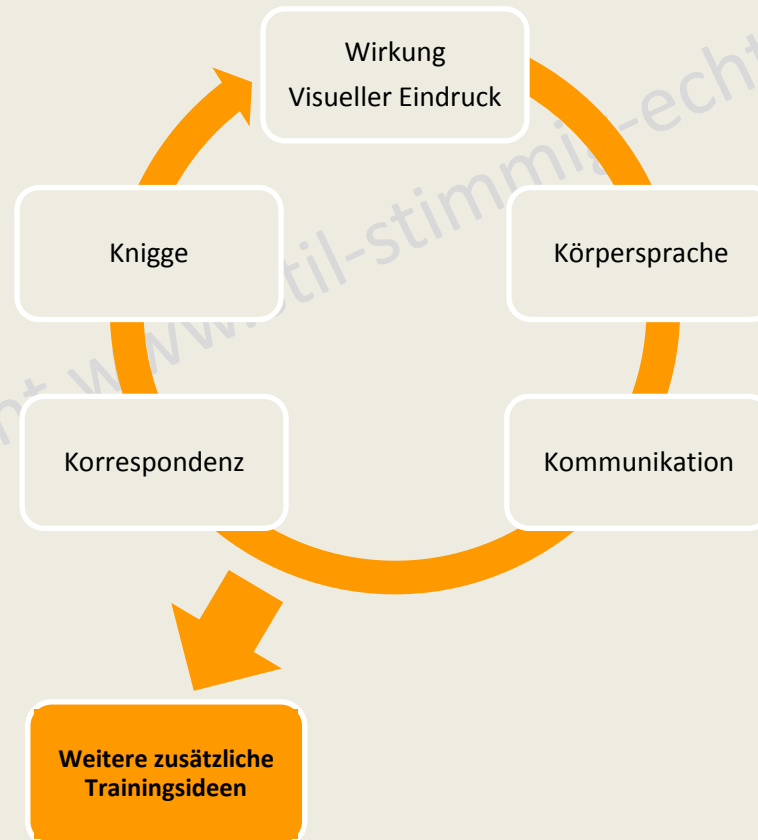 Wirkung
Visueller Eindruck
Knigge
Körpersprache
Korrespondenz
Kommunikation
Weitere zusätzliche
Trainingsideen